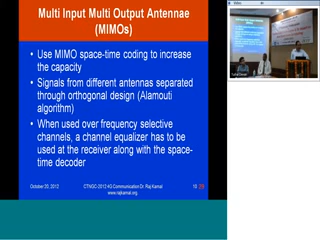 Multi Input Multi Output Antennae
(MIMOs)
• Use MIMO space-time coding to increase
the capacity
• Signals from different antennas separated
through orthogonal design (Alamouti
algorithm)
• When used over frequency selective
channels, a channel equalizer has to be
used at the receiver along with the space-
time decoder
October 20, 2012
CTNGC-2012 4G Communication Dr. Raj Kamal
www.rajkamal.org
10
29